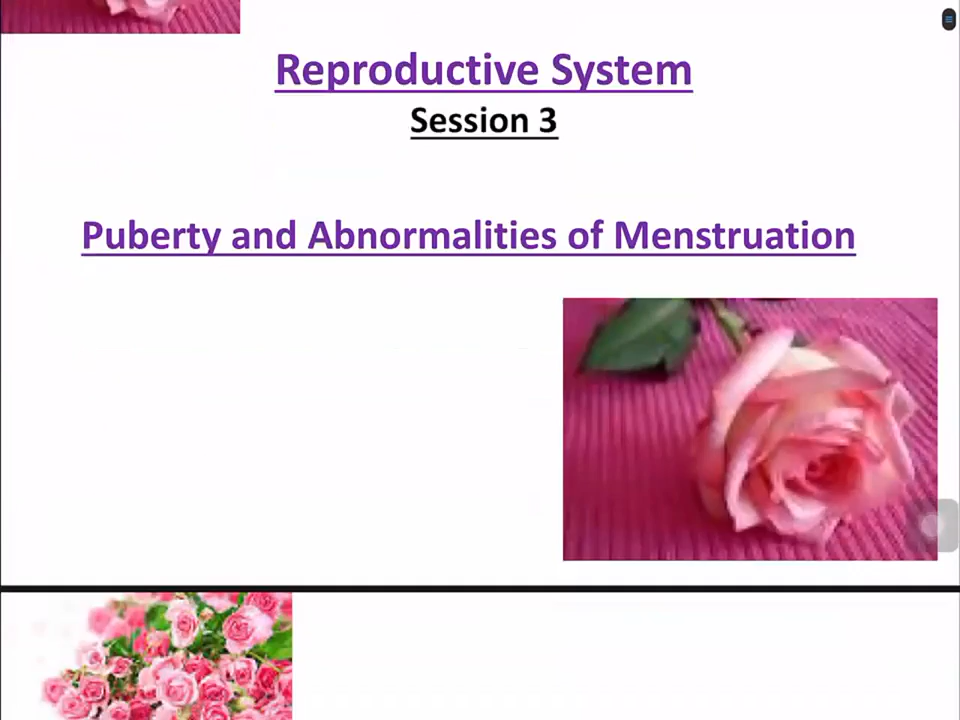 Reproductive System
Session 3
Puberty and Abnormalities of Menstruation